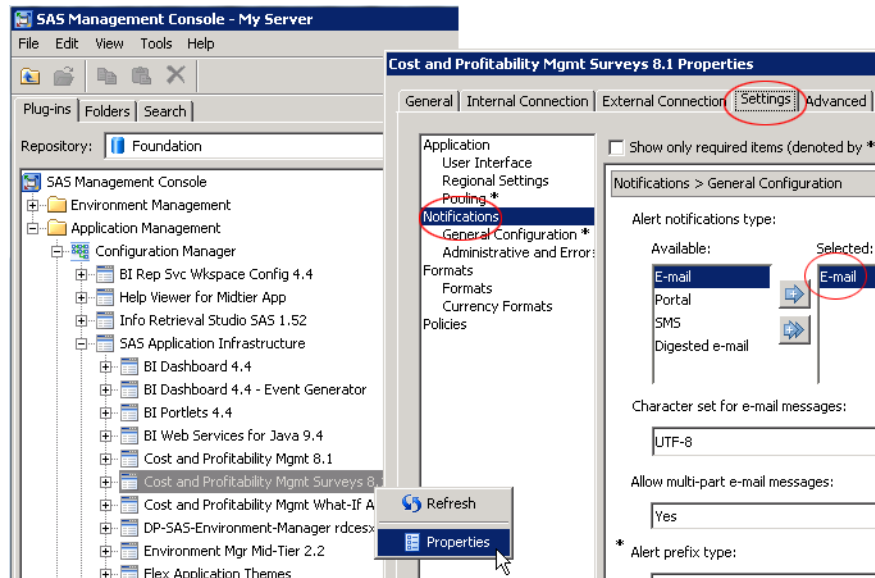 SAS Management Console - My Server
File Edit View Tools Help
Plug-ins Folders Search
Repository: Foundation
SAS Management Console
Environment Management
Application Management
Configuration Manager
BI Rep Svc Wkspace Config 4.4
Help Viewer for Midtier App
Info Retrieval Studio SAS 1.52
SAS Application Infrastructure
BI Dashboard 4.4
BI Dashboard 4.4 - Event Generator
BI Portlets 4.4
BI Web Services for Java 9.4
Cost and Profitability Mgmt 8.1
Cost and Profitability Mgmt Surveys 8.
Cost and Profitability Mgmt What-If A
DP-SAS-Environment-Manager rdcesx
Environment Mgr Mid-Tier 2.2
Flex Application Themes
Refresh
Properties
Cost and Profitability Mgmt Surveys 8.1 Properties
General Internal Connection External Connection Settings Advanced
Application
User Interface
Regional Settings
Pooling *
Notifications
General Configuration *
Administrative and Error
Formats
Formats
Currency Formats
Policies
Show only required items (denoted by *
Notifications > General Configuration
Alert notifications type:
Available: Selected:
E-mail E-mail
Portal
SMS
Digested e-mail
Character set for e-mail messages:
UTF-8
Allow multi-part e-mail messages:
Yes
* Alert prefix type: